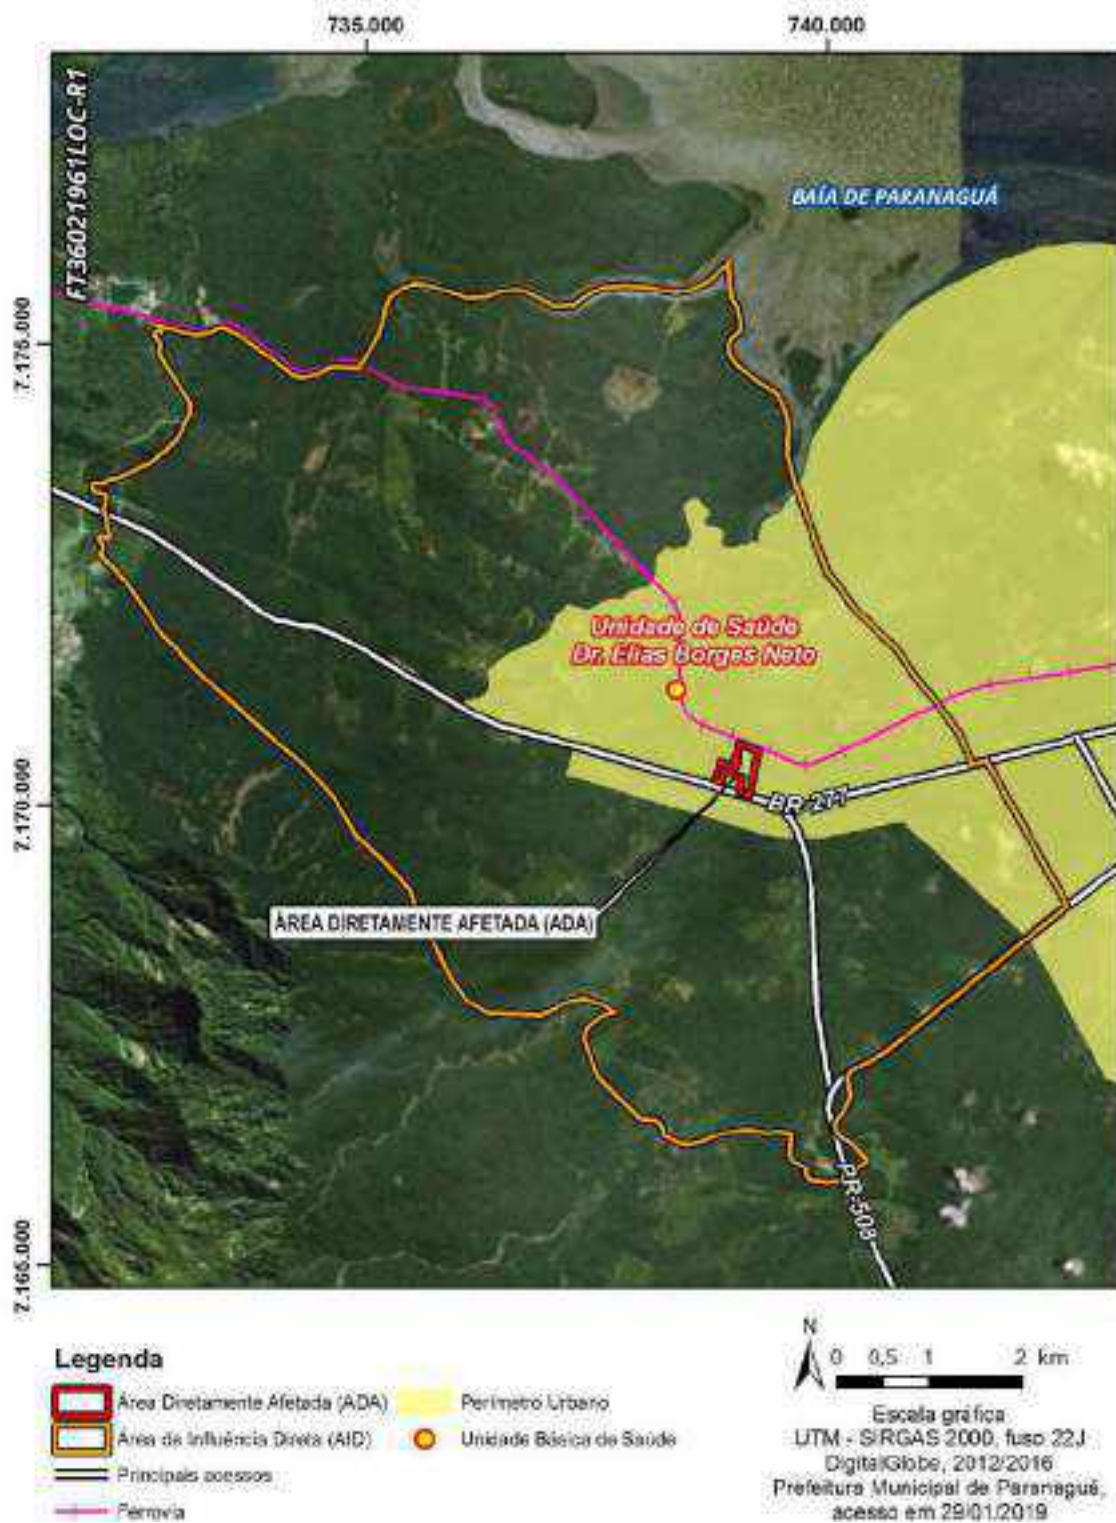 735.000
740.000
FT36021961LOC-R1
BAÍA DE PARANAGUÁ
7.175.000
Unidade de Saúde
Dr. Elias Borges Neto
7.170.000
BR-277
ÁREA DIRETAMENTE AFETADA (ADA)
PR-508
7.165.000
Legenda
Área Diretamente Afetada (ADA)
Área de Influência Direta (AID)
Principais acessos
Ferrovia
Perímetro Urbano
Unidade Básica de Saúde
N
0 0,5 1 2 km
Escala gráfica
UTM - SIRGAS 2000, fuso 22J
DigitalGlobe, 2012/2016
Prefeitura Municipal de Paranaguá,
acesso em 29/01/2019